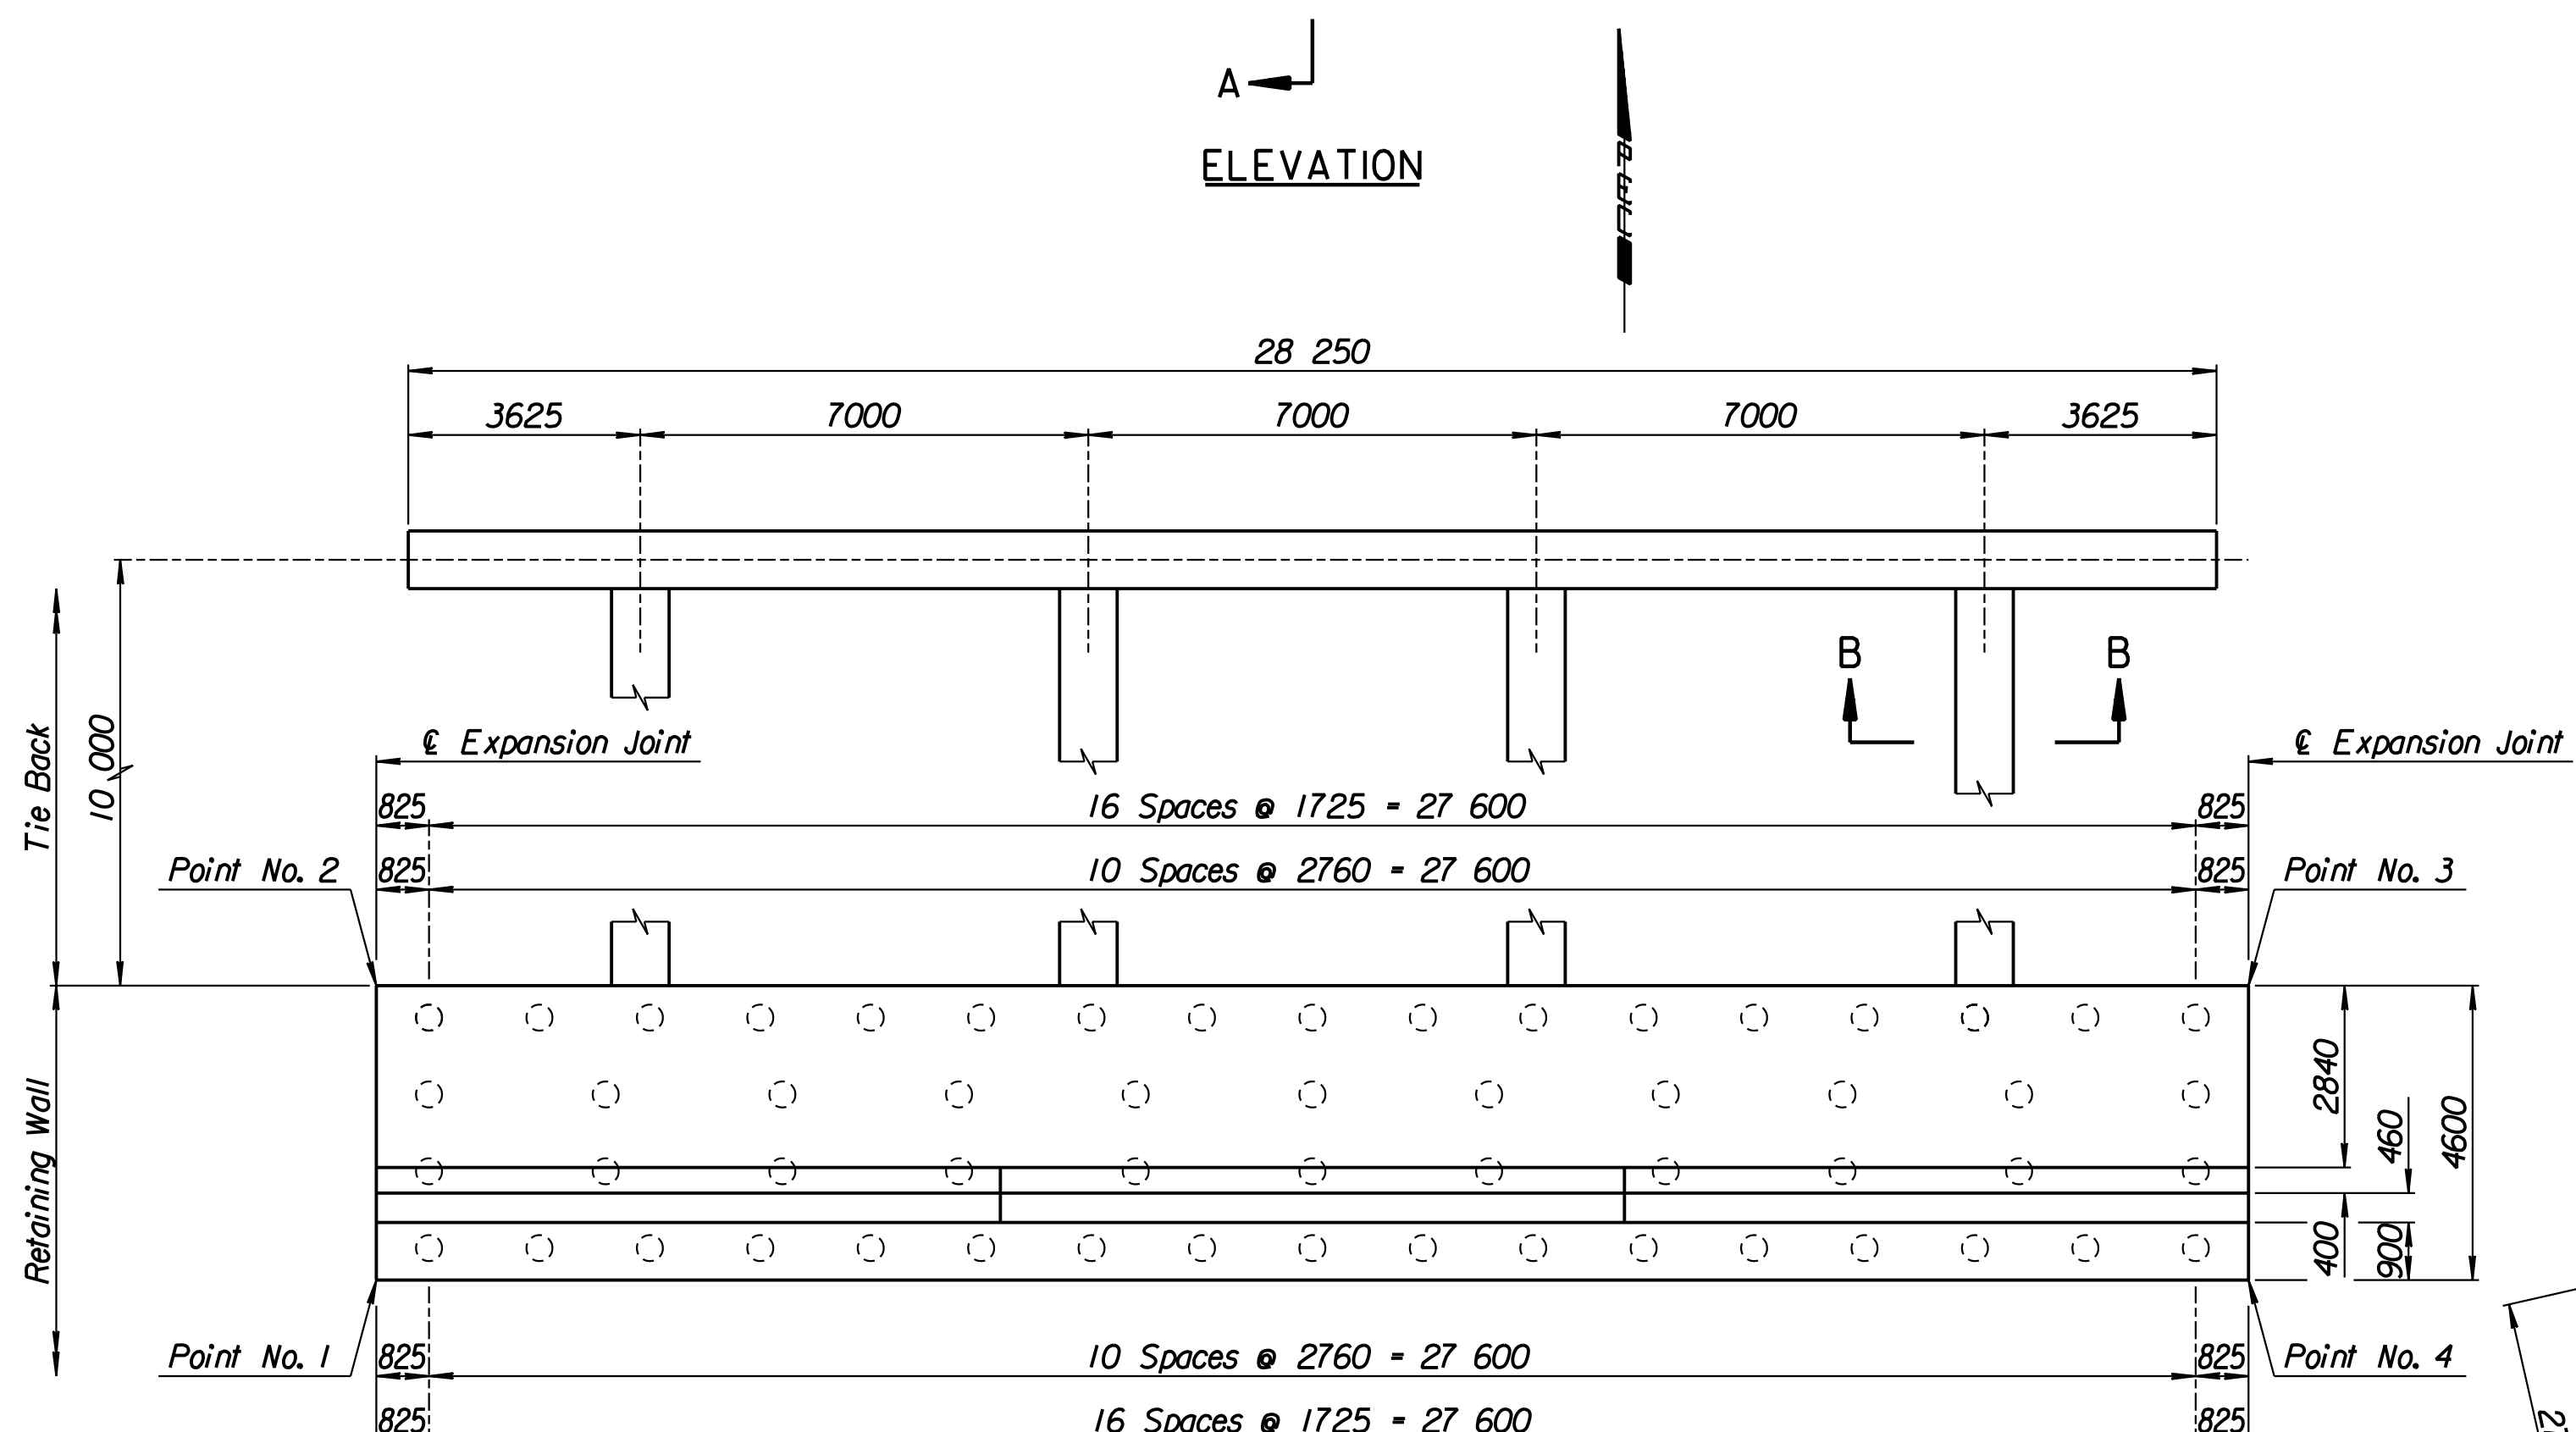 A
ELEVATION
28 250
3625 7000 7000 7000 3625
B B
Tie Back
10 000
℄ Expansion Joint
℄ Expansion Joint
825 16 Spaces @ 1725 = 27 600 825
Point No. 2
825 10 Spaces @ 2760 = 27 600 825
Point No. 3
Retaining Wall
2840
460
4600
400
900
Point No. 1
825 10 Spaces @ 2760 = 27 600 825
Point No. 4
825 16 Spaces @ 1725 = 27 600 825